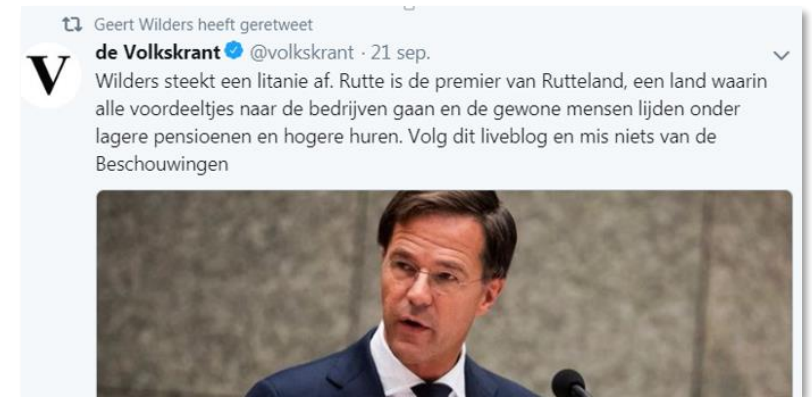 Geert Wilders heeft geretweet
de Volkskrant @volkskrant · 21 sep.
V
Wilders steekt een litanie af. Rutte is de premier van Rutteland, een land waarin
alle voordeeltjes naar de bedrijven gaan en de gewone mensen lijden onder
lagere pensioenen en hogere huren. Volg dit liveblog en mis niets van de
Beschouwingen